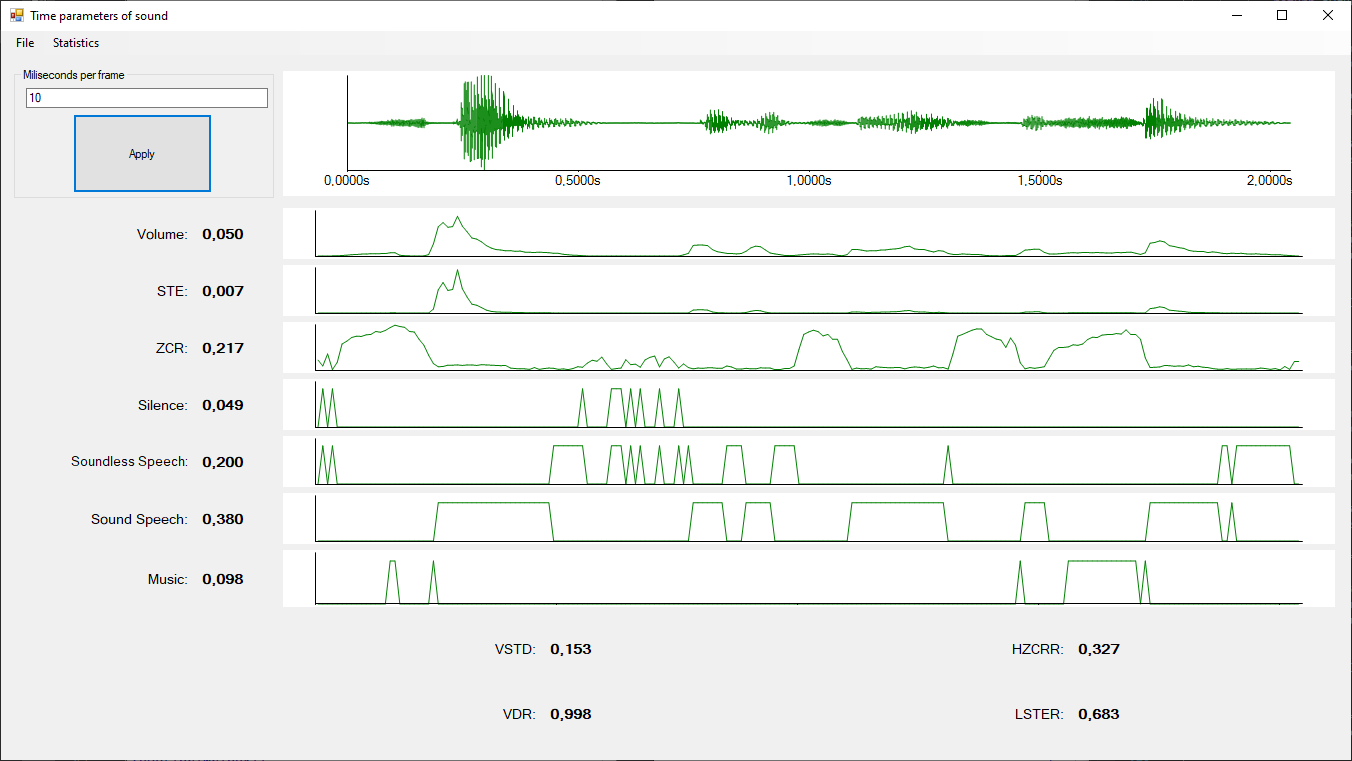 Time parameters of sound
File Statistics
Miliseconds per frame
10
Apply
0,0000s 0,5000s 1,0000s 1,5000s 2,0000s
Volume: 0,050
STE: 0,007
ZCR: 0,217
Silence: 0,049
Soundless Speech: 0,200
Sound Speech: 0,380
Music: 0,098
VSTD: 0,153 HZCRR: 0,327
VDR: 0,998 LSTER: 0,683